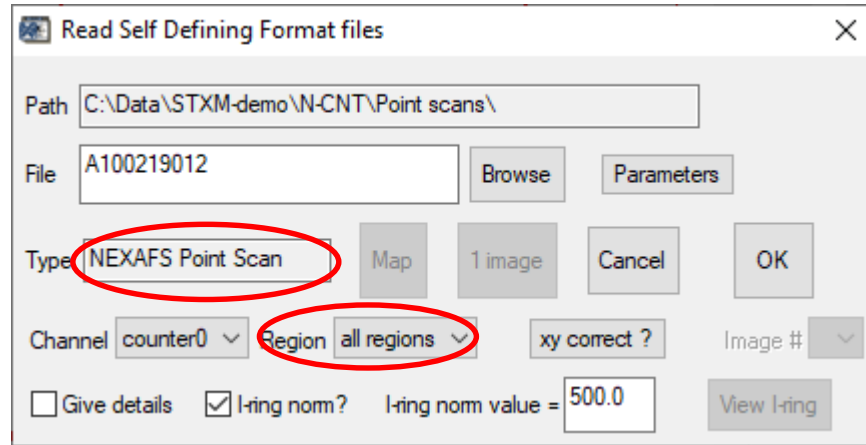 Read Self Defining Format files
Path C:\Data\STXM-demo\N-CNT\Point scans\
File A100219012 Browse Parameters
Type NEXAFS Point Scan Map 1 image Cancel OK
Channel counter0 Region all regions xy correct ? Image #
Give details I-ring norm? I-ring norm value = 500.0 View I-ring